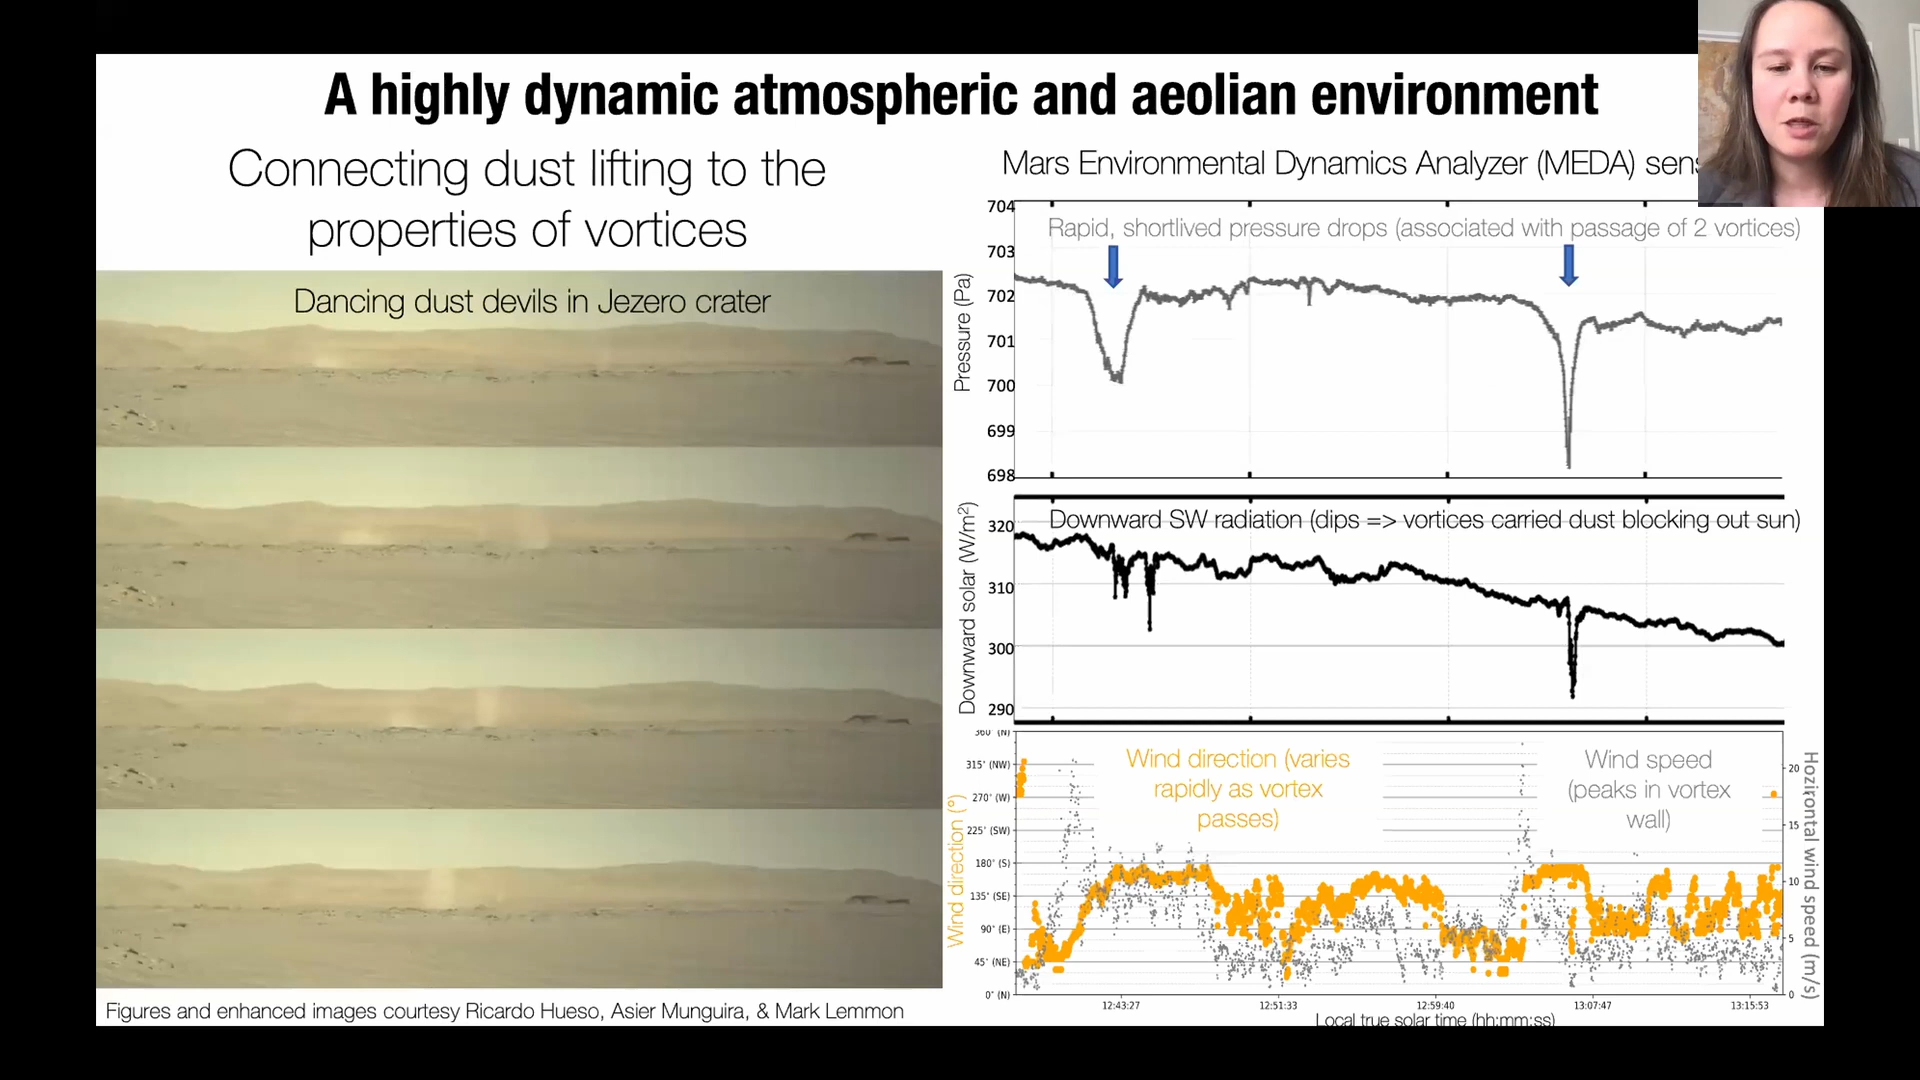 A highly dynamic atmospheric and aeolian environment
Connecting dust lifting to the
properties of vortices
Dancing dust devils in Jezero crater
Figures and enhanced images courtesy Ricardo Hueso, Asier Munguira, & Mark Lemmon
Mars Environmental Dynamics Analyzer (MEDA)
Rapid, shortlived pressure drops (associated with passage of 2 vortices)
Pressure (Pa)
704
703
702
701
700
699
698
Downward SW radiation (dips => vortices carried dust blocking out sun)
Downward solar (W/m²)
320
310
300
290
Wind direction (varies
rapidly as vortex
passes)
Wind speed
(peaks in vortex
wall)
Wind direction (°)
360° (N)
315° (NW)
270° (W)
225° (SW)
180° (S)
135° (SE)
90° (E)
45° (NE)
0° (N)
20
15
10
5
0
Hozirontal wind speed (m/s)
12:43:27
12:51:33
12:59:40
13:07:47
13:15:53
Local true solar time (hh:mm:ss)